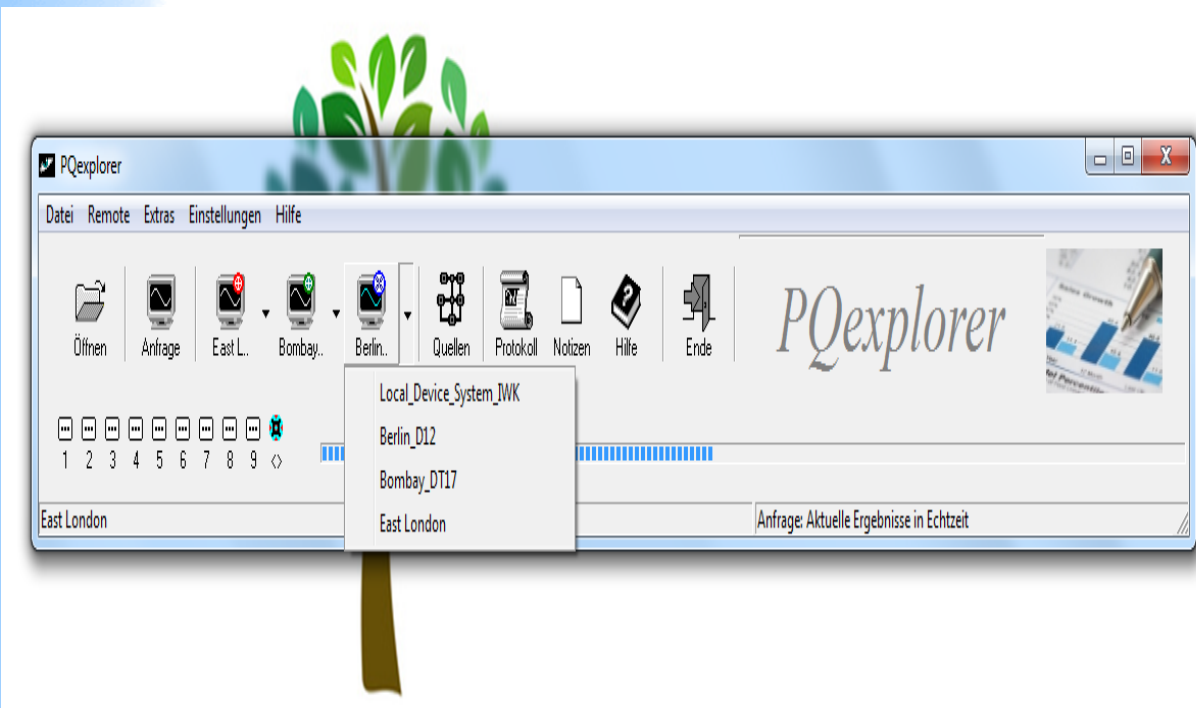 PQexplorer
Datei Remote Extras Einstellungen Hilfe
Öffnen Anfrage East L.. Bombay.. Berlin.. Quellen Protokoll Notizen Hilfe Ende
PQexplorer
Local_Device_System_IWK
Berlin_D12
Bombay_DT17
East London
1 2 3 4 5 6 7 8 9 <>
East London
Anfrage: Aktuelle Ergebnisse in Echtzeit